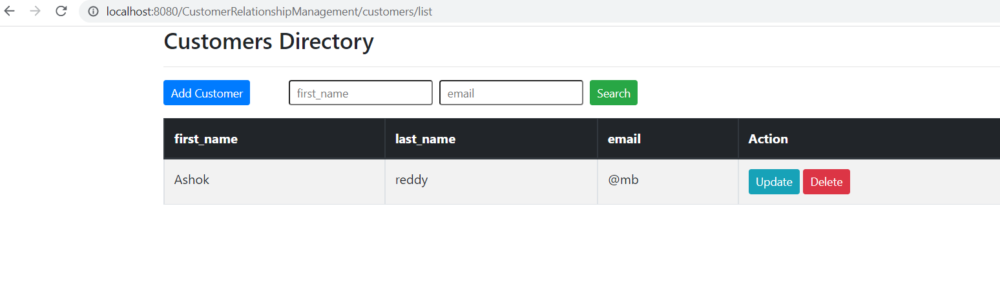 localhost:8080/CustomerRelationshipManagement/customers/list
Customers Directory
Add Customer first_name email Search
first_name last_name email Action
Ashok reddy @mb Update Delete